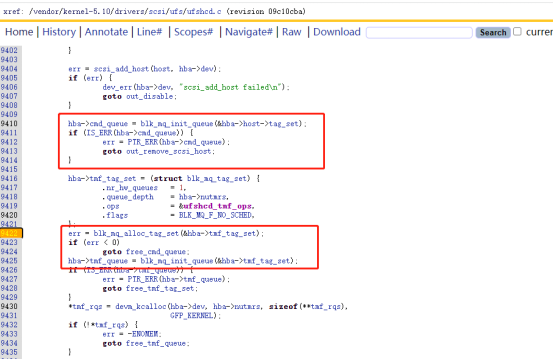 xref: /vendor/kernel-5.10/drivers/scsi/ufs/ufshcd.c (revision 09c10cba)
Home | History | Annotate | Line# | Scopes# | Navigate# | Raw | Download Search curren
9402 }
9403
9404 err = scsi_add_host(host, hba->dev);
9405 if (err) {
9406 dev_err(hba->dev, "scsi_add_host failed\n");
9407 goto out_disable;
9408 }
9409
9410 hba->cmd_queue = blk_mq_init_queue(&hba->host->tag_set);
9411 if (IS_ERR(hba->cmd_queue)) {
9412 err = PTR_ERR(hba->cmd_queue);
9413 goto out_remove_scsi_host;
9414 }
9415
9416 hba->tmf_tag_set = (struct blk_mq_tag_set) {
9417 .nr_hw_queues = 1,
9418 .queue_depth = hba->nutmrs,
9419 .ops = &ufshcd_tmf_ops,
9420 .flags = BLK_MQ_F_NO_SCHED,
9421 };
9422 err = blk_mq_alloc_tag_set(&hba->tmf_tag_set);
9423 if (err < 0)
9424 goto free_cmd_queue;
9425 hba->tmf_queue = blk_mq_init_queue(&hba->tmf_tag_set);
9426 if (IS_ERR(hba->tmf_queue)) {
9427 err = PTR_ERR(hba->tmf_queue);
9428 goto free_tmf_tag_set;
9429 }
9430 *tmf_rqs = devm_kcalloc(hba->dev, hba->nutmrs, sizeof(**tmf_rqs),
9431 GFP_KERNEL);
9432 if (!*tmf_rqs) {
9433 err = -ENOMEM;
9434 goto free_tmf_queue;
9435 }